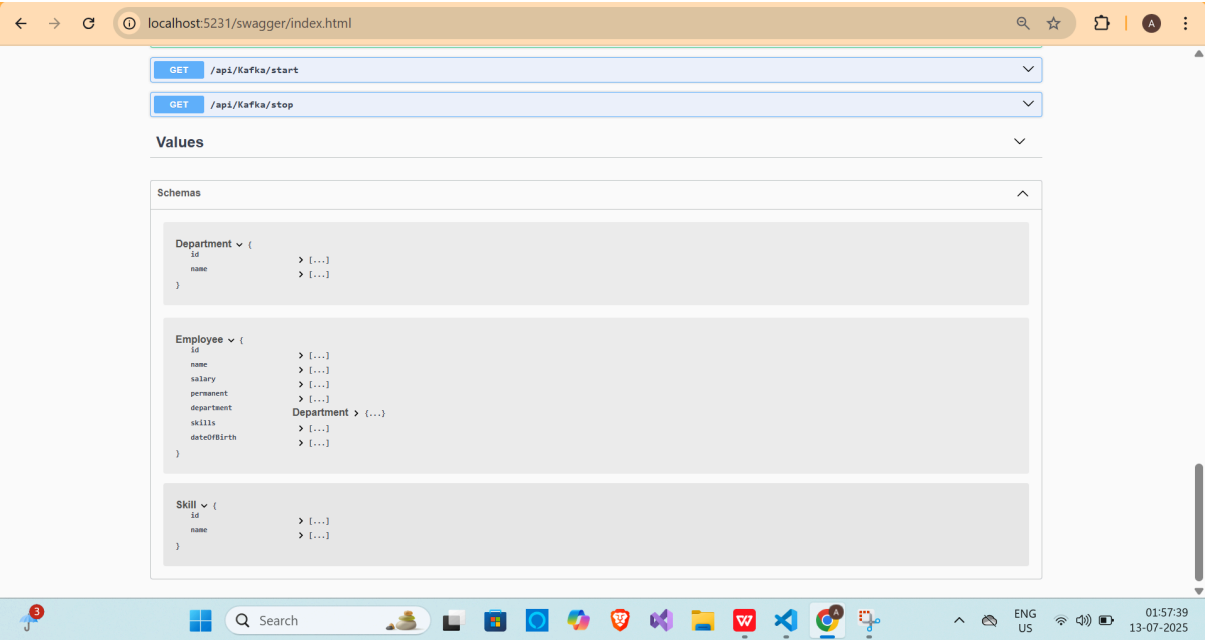 localhost:5231/swagger/index.html
A
GET /api/Kafka/start
GET /api/Kafka/stop
Values
Schemas
Department {
id [...]
name [...]
}
Employee {
id [...]
name [...]
salary [...]
permanent [...]
department Department {...}
skills [...]
dateOfBirth [...]
}
Skill {
id [...]
name [...]
}
3
Search
W
A
ENG
US
01:57:39
13-07-2025